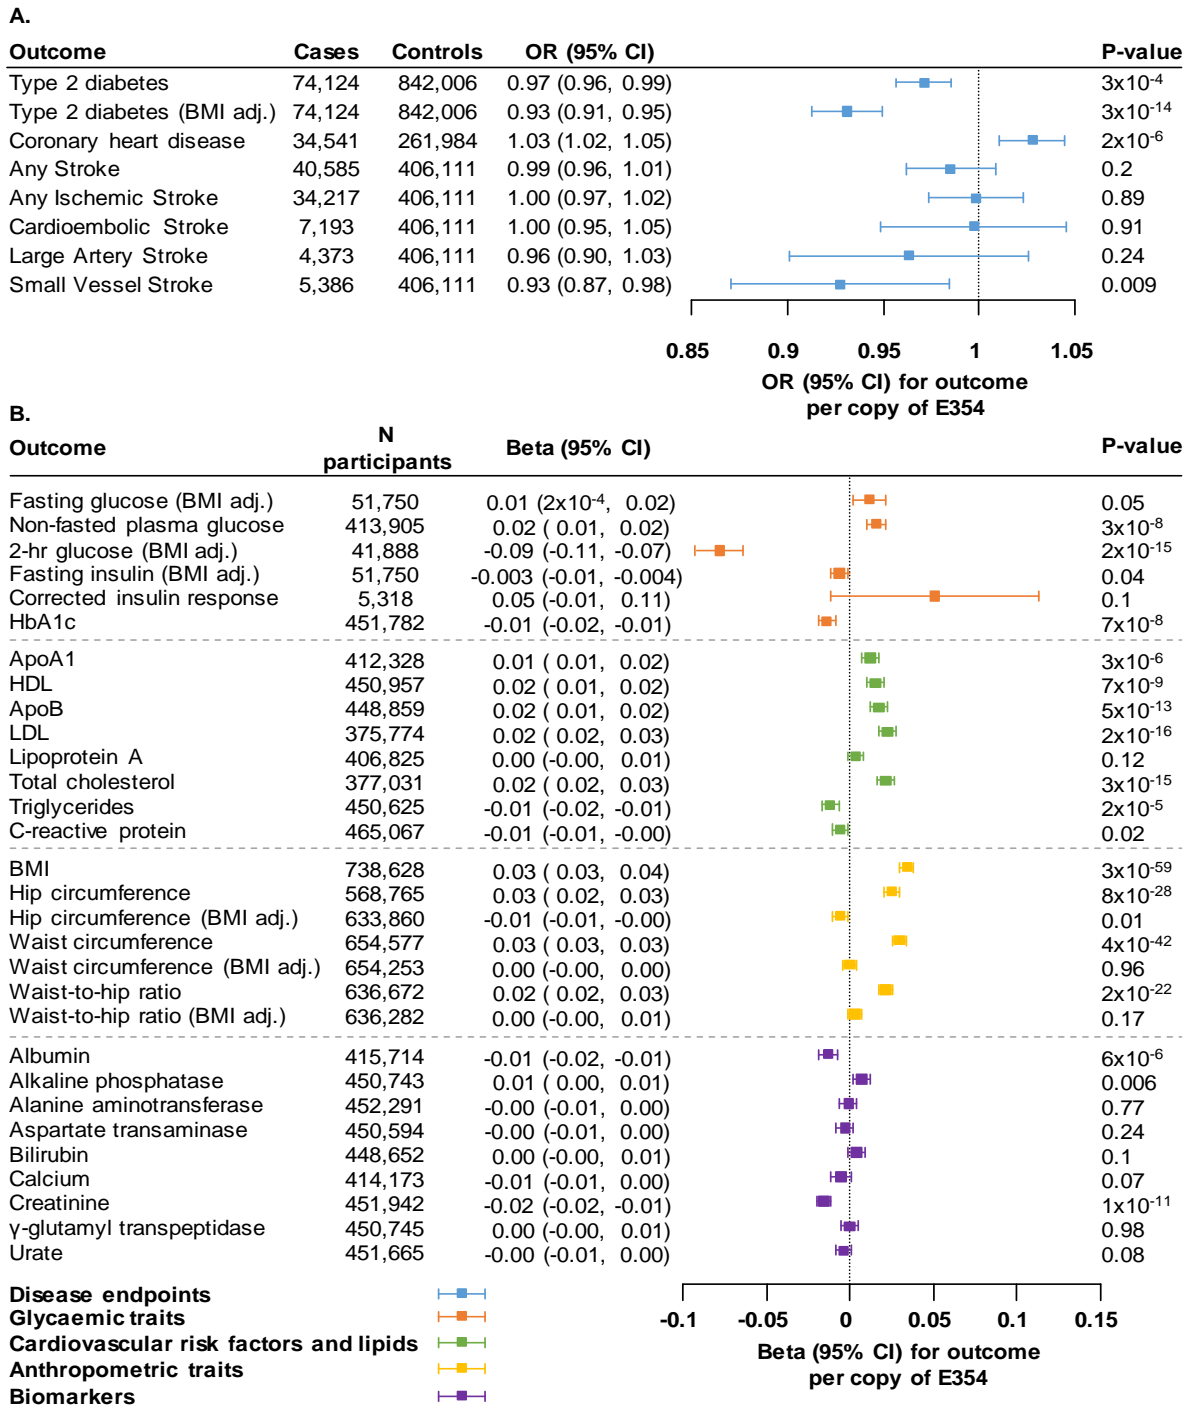 A.
Outcome Cases Controls OR (95% CI) P-value
Type 2 diabetes 74,124 842,006 0.97 (0.96, 0.99) 3x10-4
Type 2 diabetes (BMI adj.) 74,124 842,006 0.93 (0.91, 0.95) 3x10-14
Coronary heart disease 34,541 261,984 1.03 (1.02, 1.05) 2x10-6
Any Stroke 40,585 406,111 0.99 (0.96, 1.01) 0.2
Any Ischemic Stroke 34,217 406,111 1.00 (0.97, 1.02) 0.89
Cardioembolic Stroke 7,193 406,111 1.00 (0.95, 1.05) 0.91
Large Artery Stroke 4,373 406,111 0.96 (0.90, 1.03) 0.24
Small Vessel Stroke 5,386 406,111 0.93 (0.87, 0.98) 0.009
0.85 0.9 0.95 1 1.05
OR (95% CI) for outcome
per copy of E354
B.
Outcome N participants Beta (95% CI) P-value
Fasting glucose (BMI adj.) 51,750 0.01 (2x10-4, 0.02) 0.05
Non-fasted plasma glucose 413,905 0.02 ( 0.01, 0.02) 3x10-8
2-hr glucose (BMI adj.) 41,888 -0.09 (-0.11, -0.07) 2x10-15
Fasting insulin (BMI adj.) 51,750 -0.003 (-0.01, -0.004) 0.04
Corrected insulin response 5,318 0.05 (-0.01, 0.11) 0.1
HbA1c 451,782 -0.01 (-0.02, -0.01) 7x10-8
ApoA1 412,328 0.01 ( 0.01, 0.02) 3x10-6
HDL 450,957 0.02 ( 0.01, 0.02) 7x10-9
ApoB 448,859 0.02 ( 0.01, 0.02) 5x10-13
LDL 375,774 0.02 ( 0.02, 0.03) 2x10-16
Lipoprotein A 406,825 0.00 (-0.00, 0.01) 0.12
Total cholesterol 377,031 0.02 ( 0.02, 0.03) 3x10-15
Triglycerides 450,625 -0.01 (-0.02, -0.01) 2x10-5
C-reactive protein 465,067 -0.01 (-0.01, -0.00) 0.02
BMI 738,628 0.03 ( 0.03, 0.04) 3x10-59
Hip circumference 568,765 0.03 ( 0.02, 0.03) 8x10-28
Hip circumference (BMI adj.) 633,860 -0.01 (-0.01, -0.00) 0.01
Waist circumference 654,577 0.03 ( 0.03, 0.03) 4x10-42
Waist circumference (BMI adj.) 654,253 0.00 (-0.00, 0.00) 0.96
Waist-to-hip ratio 636,672 0.02 ( 0.02, 0.03) 2x10-22
Waist-to-hip ratio (BMI adj.) 636,282 0.00 (-0.00, 0.01) 0.17
Albumin 415,714 -0.01 (-0.02, -0.01) 6x10-6
Alkaline phosphatase 450,743 0.01 ( 0.00, 0.01) 0.006
Alanine aminotransferase 452,291 -0.00 (-0.01, 0.00) 0.77
Aspartate transaminase 450,594 -0.00 (-0.01, 0.00) 0.24
Bilirubin 448,652 0.00 (-0.00, 0.01) 0.1
Calcium 414,173 -0.01 (-0.01, 0.00) 0.07
Creatinine 451,942 -0.02 (-0.02, -0.01) 1x10-11
γ-glutamyl transpeptidase 450,745 0.00 (-0.00, 0.01) 0.98
Urate 451,665 -0.00 (-0.01, 0.00) 0.08
-0.1 -0.05 0 0.05 0.1 0.15
Beta (95% CI) for outcome
per copy of E354
Disease endpoints
Glycaemic traits
Cardiovascular risk factors and lipids
Anthropometric traits
Biomarkers